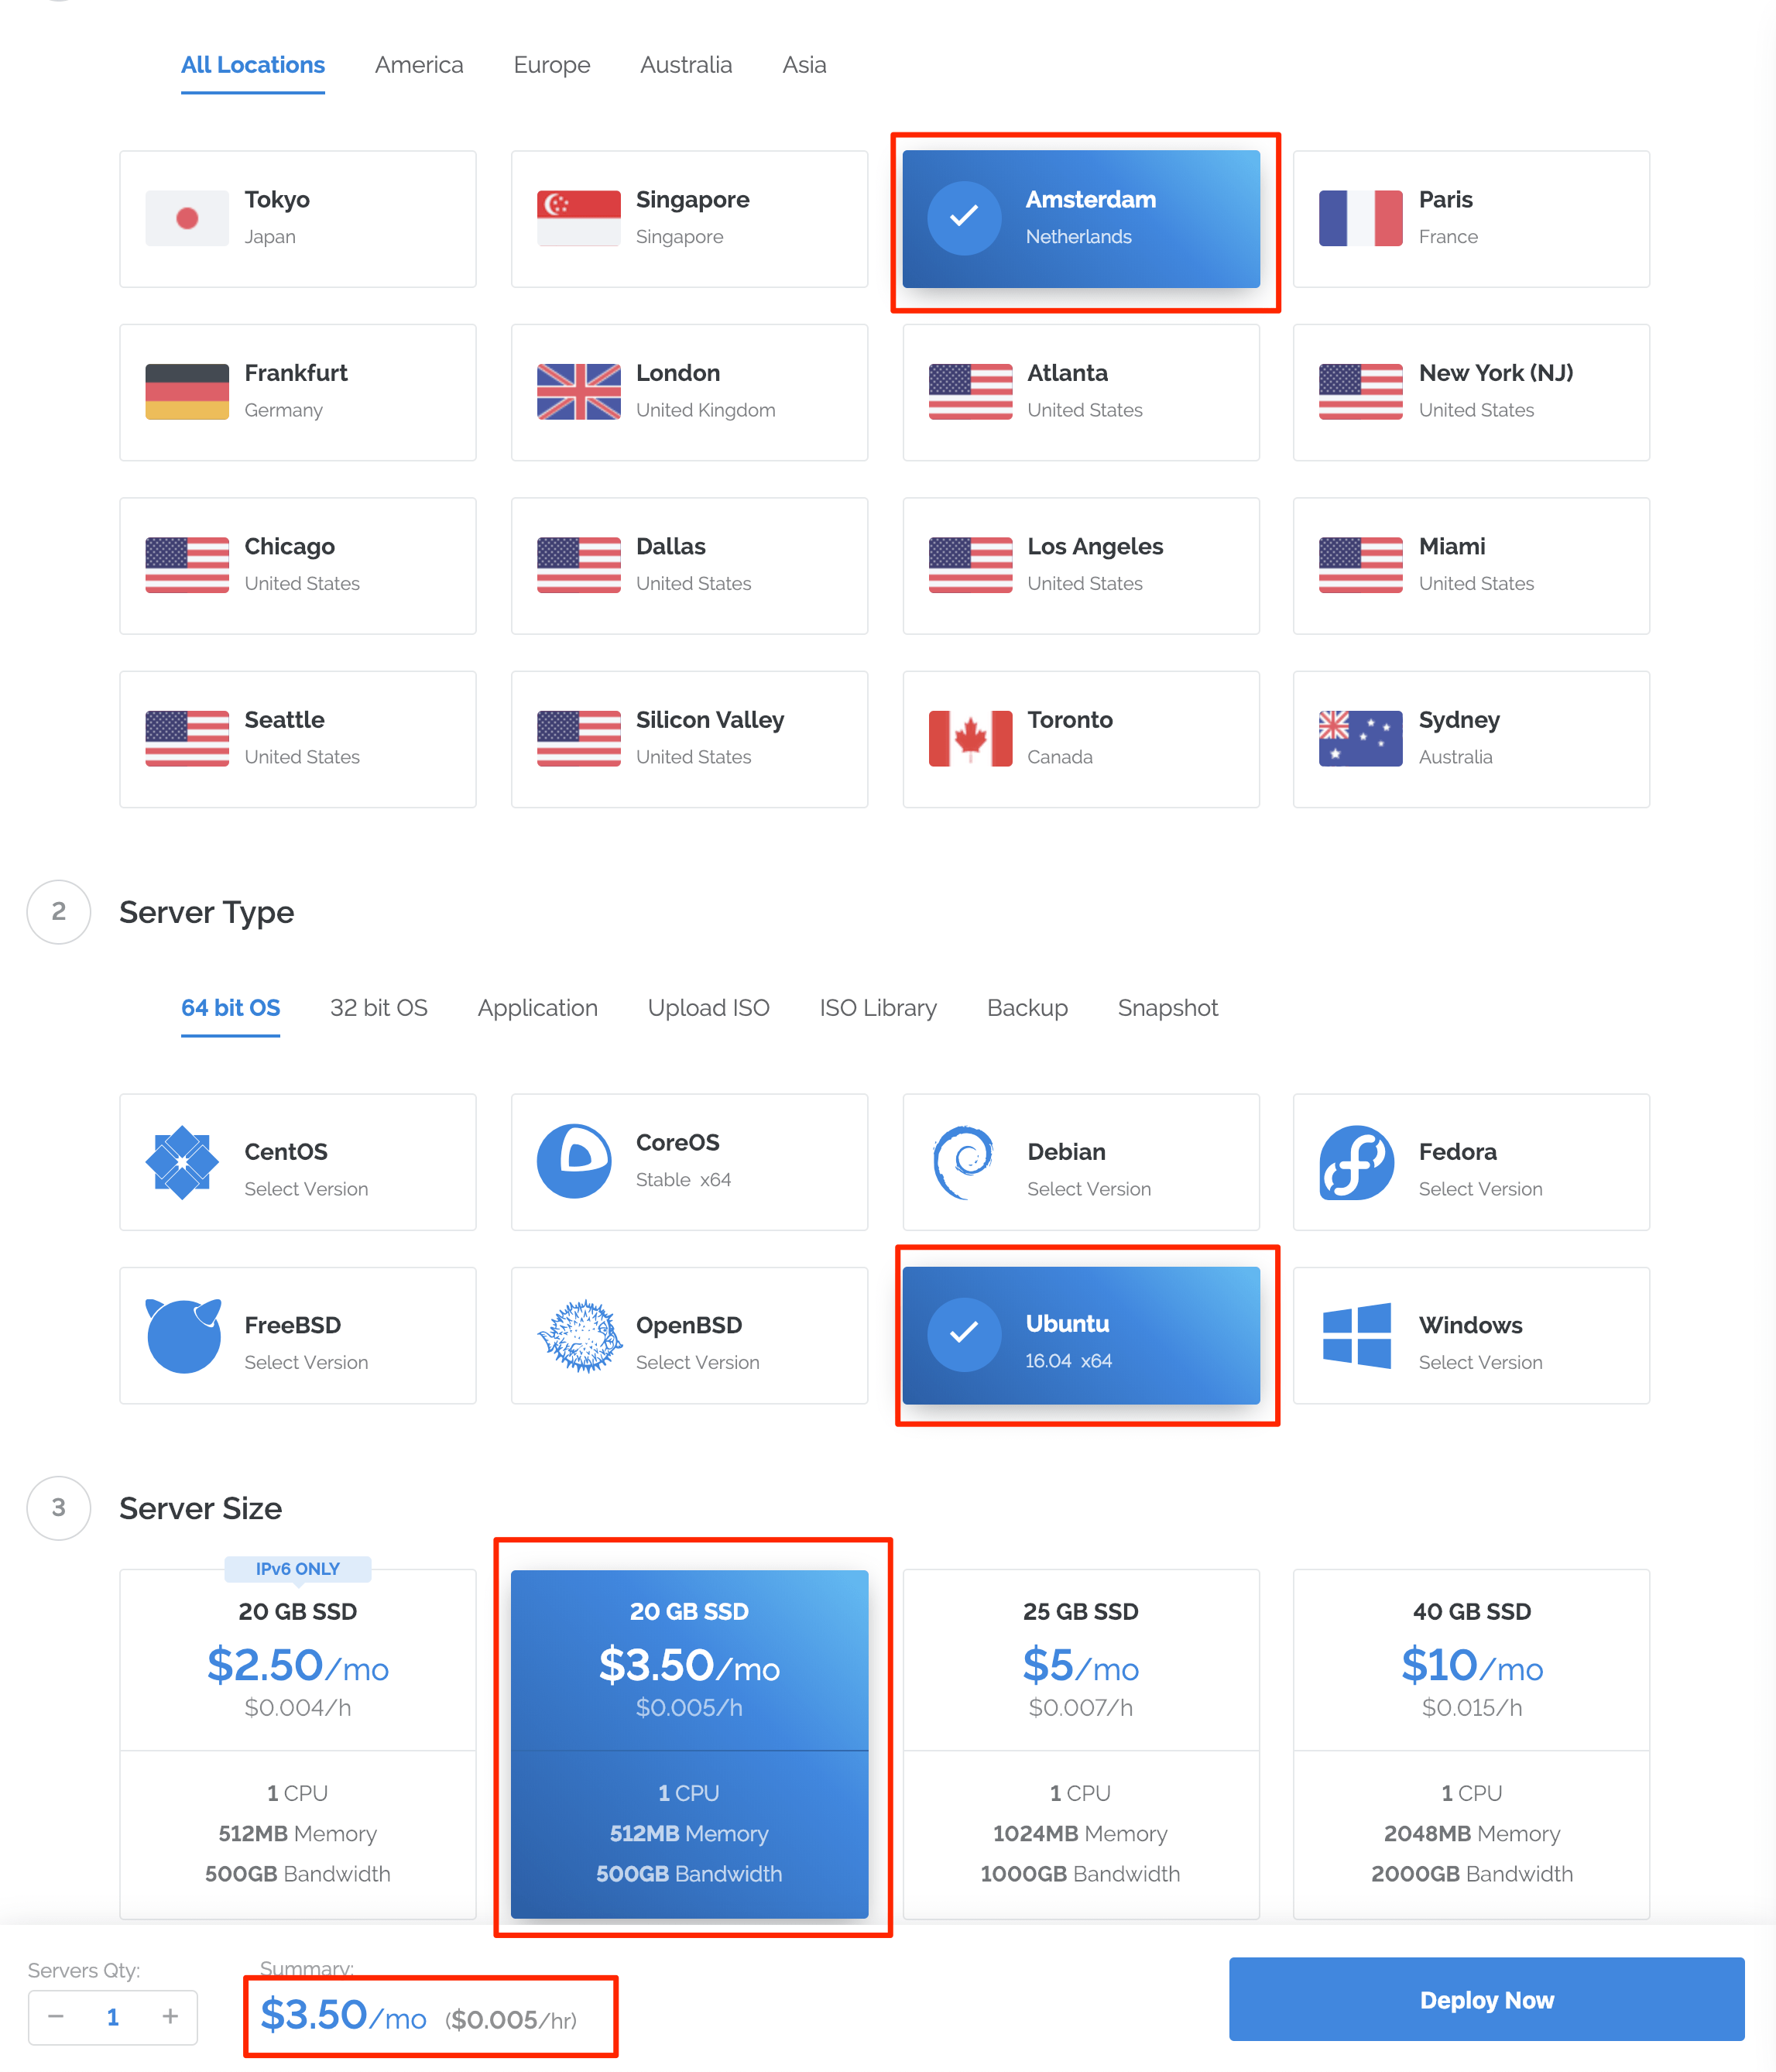 All Locations America Europe Australia Asia
Tokyo
Japan
Singapore
Singapore
Amsterdam
Netherlands
Paris
France
Frankfurt
Germany
London
United Kingdom
Atlanta
United States
New York (NJ)
United States
Chicago
United States
Dallas
United States
Los Angeles
United States
Miami
United States
Seattle
United States
Silicon Valley
United States
Toronto
Canada
Sydney
Australia
2 Server Type
64 bit OS 32 bit OS Application Upload ISO ISO Library Backup Snapshot
CentOS
Select Version
CoreOS
Stable x64
Debian
Select Version
Fedora
Select Version
FreeBSD
Select Version
OpenBSD
Select Version
Ubuntu
16.04 x64
Windows
Select Version
3 Server Size
IPv6 ONLY
20 GB SSD
$2.50/mo
$0.004/h
1 CPU
512MB Memory
500GB Bandwidth
20 GB SSD
$3.50/mo
$0.005/h
1 CPU
512MB Memory
500GB Bandwidth
25 GB SSD
$5/mo
$0.007/h
1 CPU
1024MB Memory
1000GB Bandwidth
40 GB SSD
$10/mo
$0.015/h
1 CPU
2048MB Memory
2000GB Bandwidth
Servers Qty:
− 1 +
Summary:
$3.50/mo ($0.005/hr)
Deploy Now